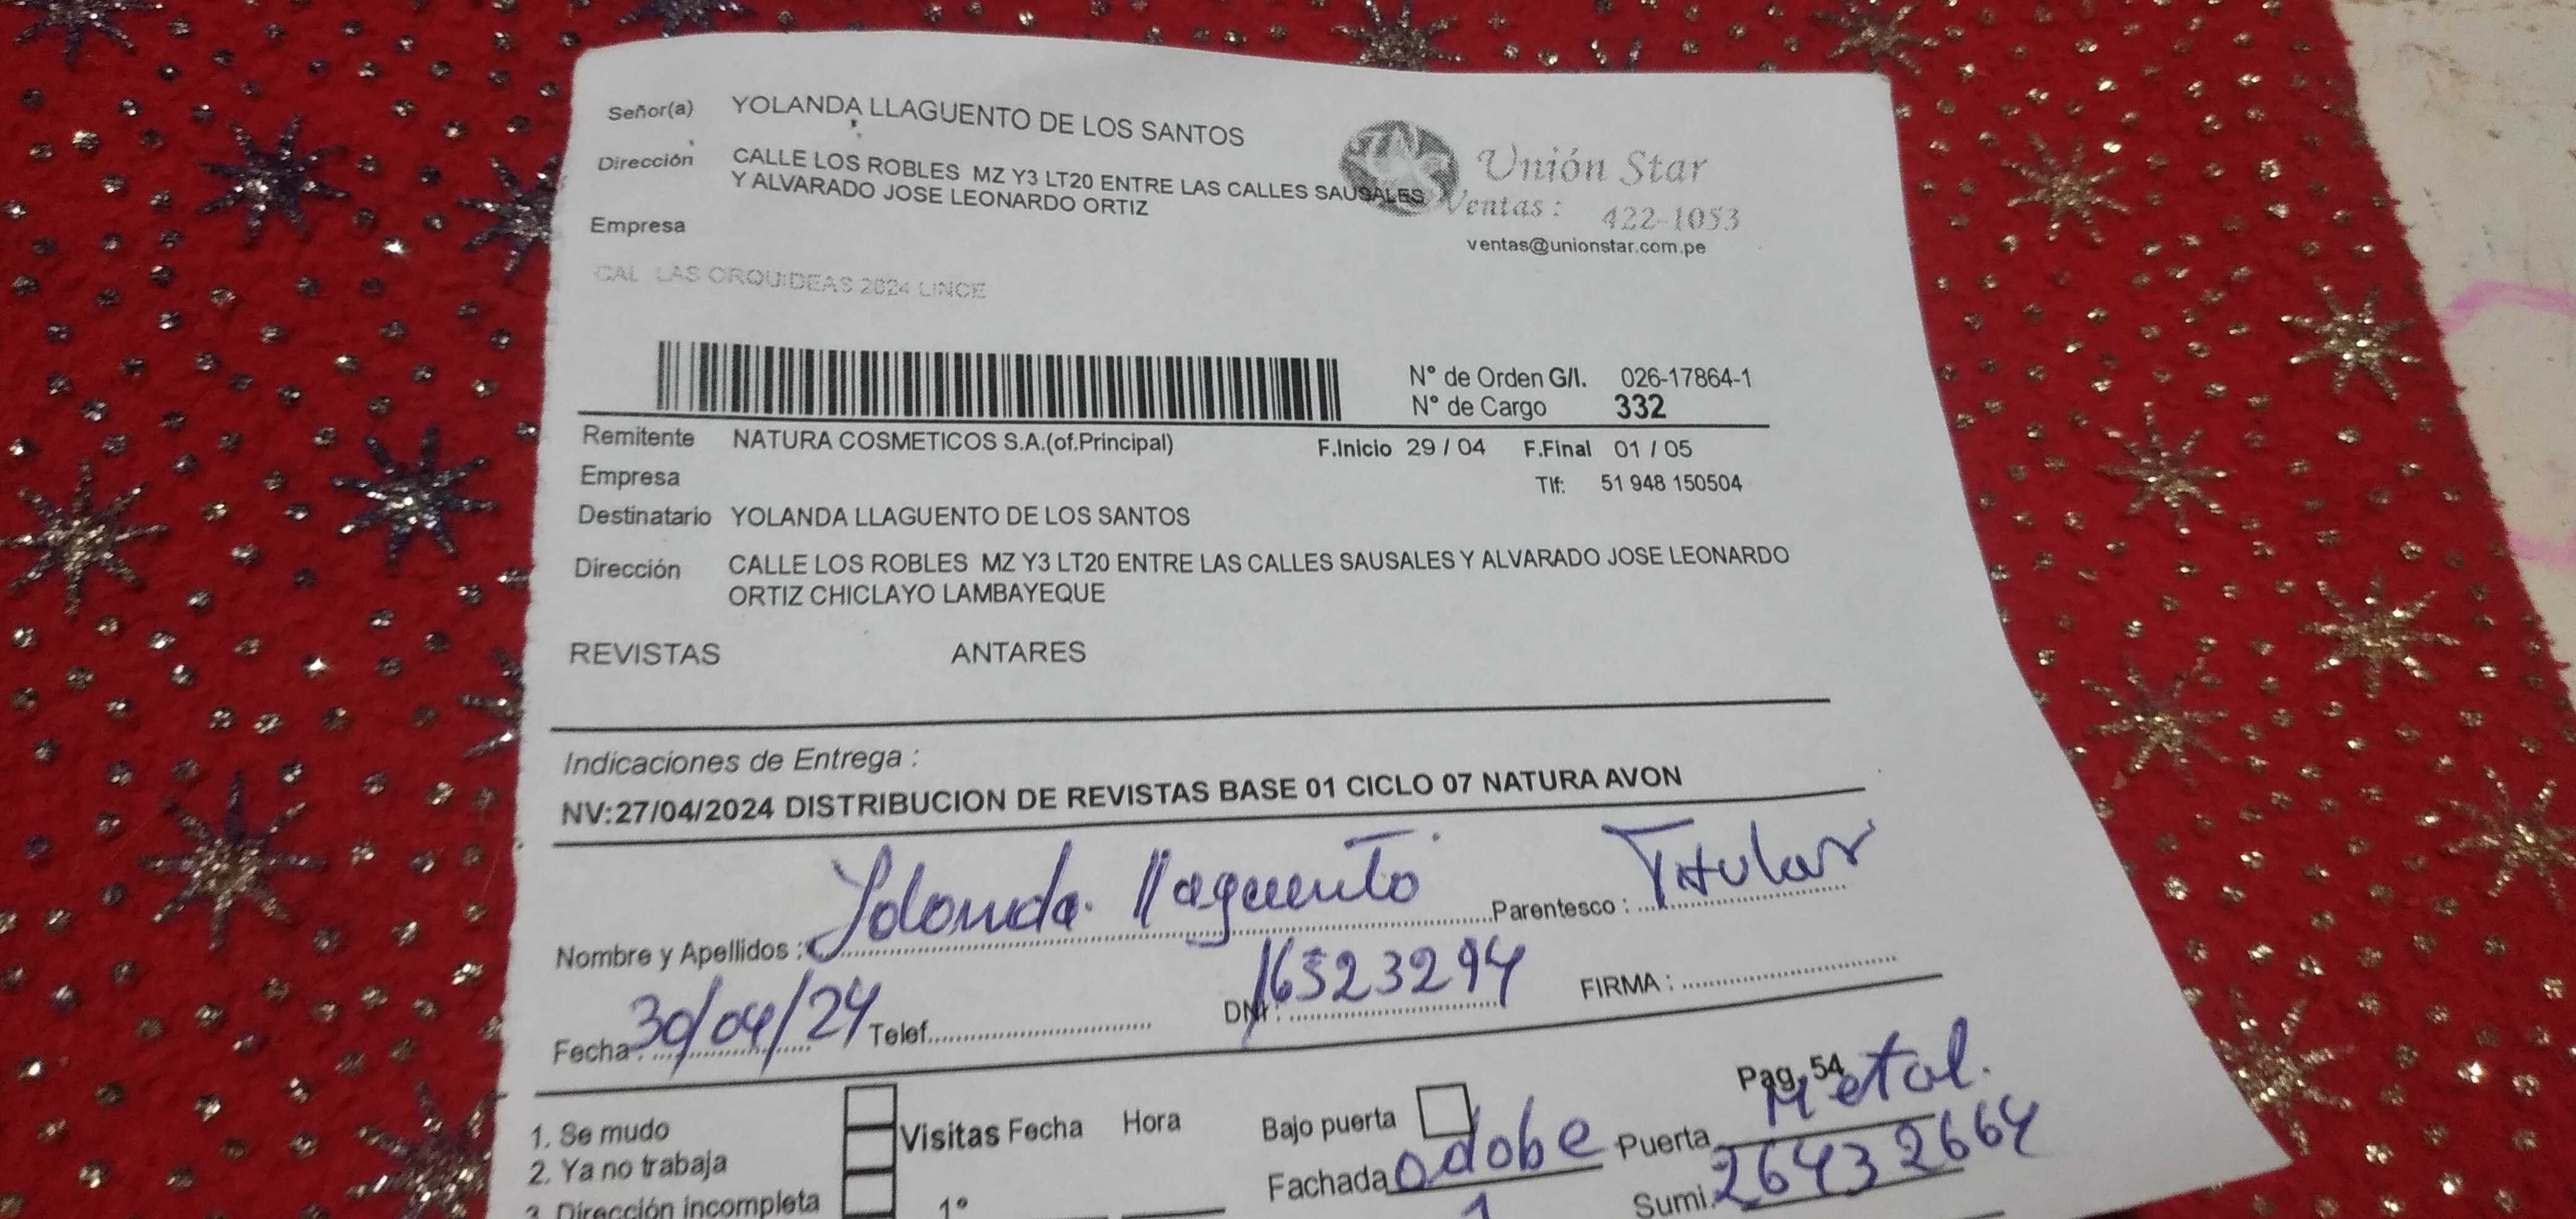 Señor(a) YOLANDA LLAGUENTO DE LOS SANTOS
Dirección CALLE LOS ROBLES MZ Y3 LT20 ENTRE LAS CALLES SAUSALES
Y ALVARADO JOSE LEONARDO ORTIZ
Unión Star
Ventas : 422-1053
ventas@unionstar.com.pe
Empresa
CAL LAS ORQUIDEAS 2024 LINCE
N° de Orden G/I. 026-17864-1
N° de Cargo 332
Remitente NATURA COSMETICOS S.A.(of.Principal) F.Inicio 29 / 04 F.Final 01 / 05
Empresa Tlf: 51 948 150504
Destinatario YOLANDA LLAGUENTO DE LOS SANTOS
Dirección CALLE LOS ROBLES MZ Y3 LT20 ENTRE LAS CALLES SAUSALES Y ALVARADO JOSE LEONARDO
ORTIZ CHICLAYO LAMBAYEQUE
REVISTAS ANTARES
Indicaciones de Entrega :
NV:27/04/2024 DISTRIBUCION DE REVISTAS BASE 01 CICLO 07 NATURA AVON
Nombre y Apellidos : Yolanda llaguento Parentesco : Titular
Fecha : 30/04/24 Telef. DNI : 16523294 FIRMA :
Pag. 54
1. Se mudo Visitas Fecha Hora Bajo puerta Puerta Metal.
2. Ya no trabaja Fachada adobe
3. Dirección incompleta 1° Sumi. 26432664
1